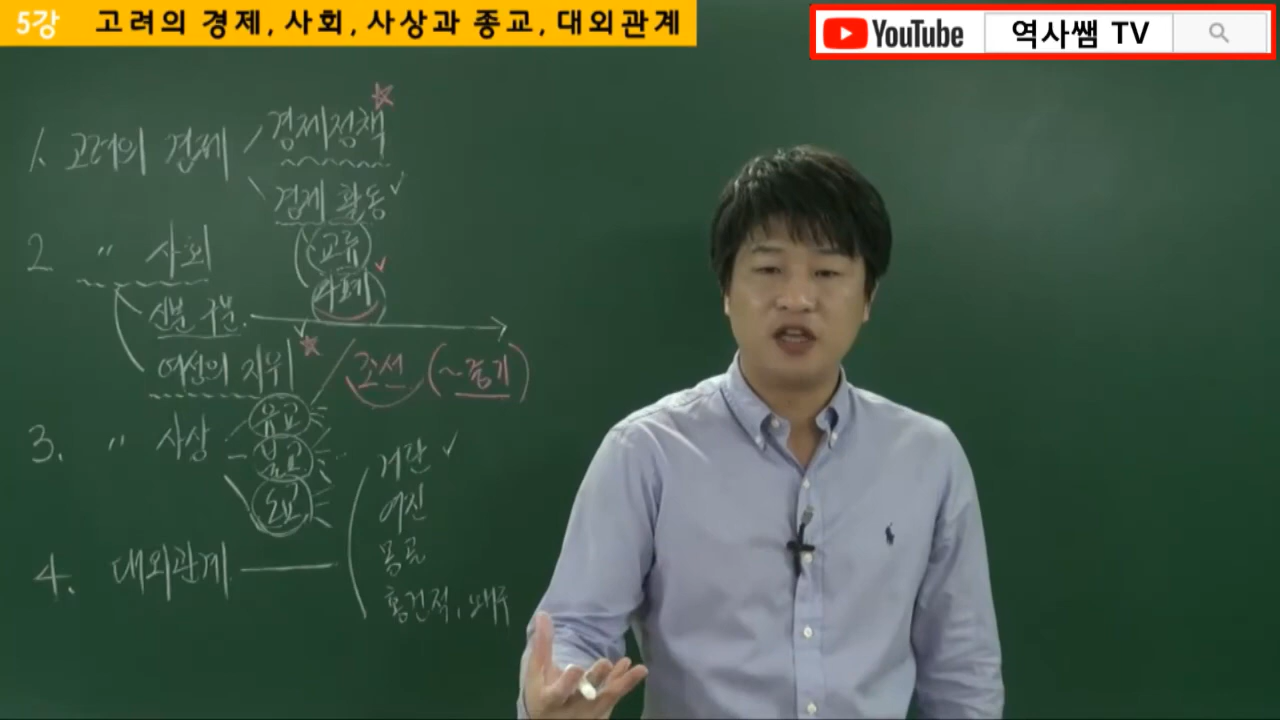 5강 고려의 경제, 사회, 사상과 종교, 대외관계
YouTube 역사쌤 TV
1. 고려의 경제
경제정책
경제 활동
교류
화폐
2 〃 사회
신분 구분
여성의 지위
조선 (~중기)
3. 〃 사상
유교
불교
도교
4. 대외관계
거란
여진
몽골
홍건적, 왜구